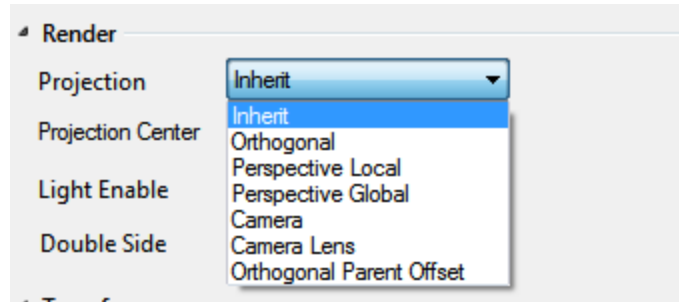 Render
Projection
Inherit
Inherit
Projection Center
Orthogonal
Perspective Local
Light Enable
Perspective Global
Camera
Double Side
Camera Lens
Orthogonal Parent Offset